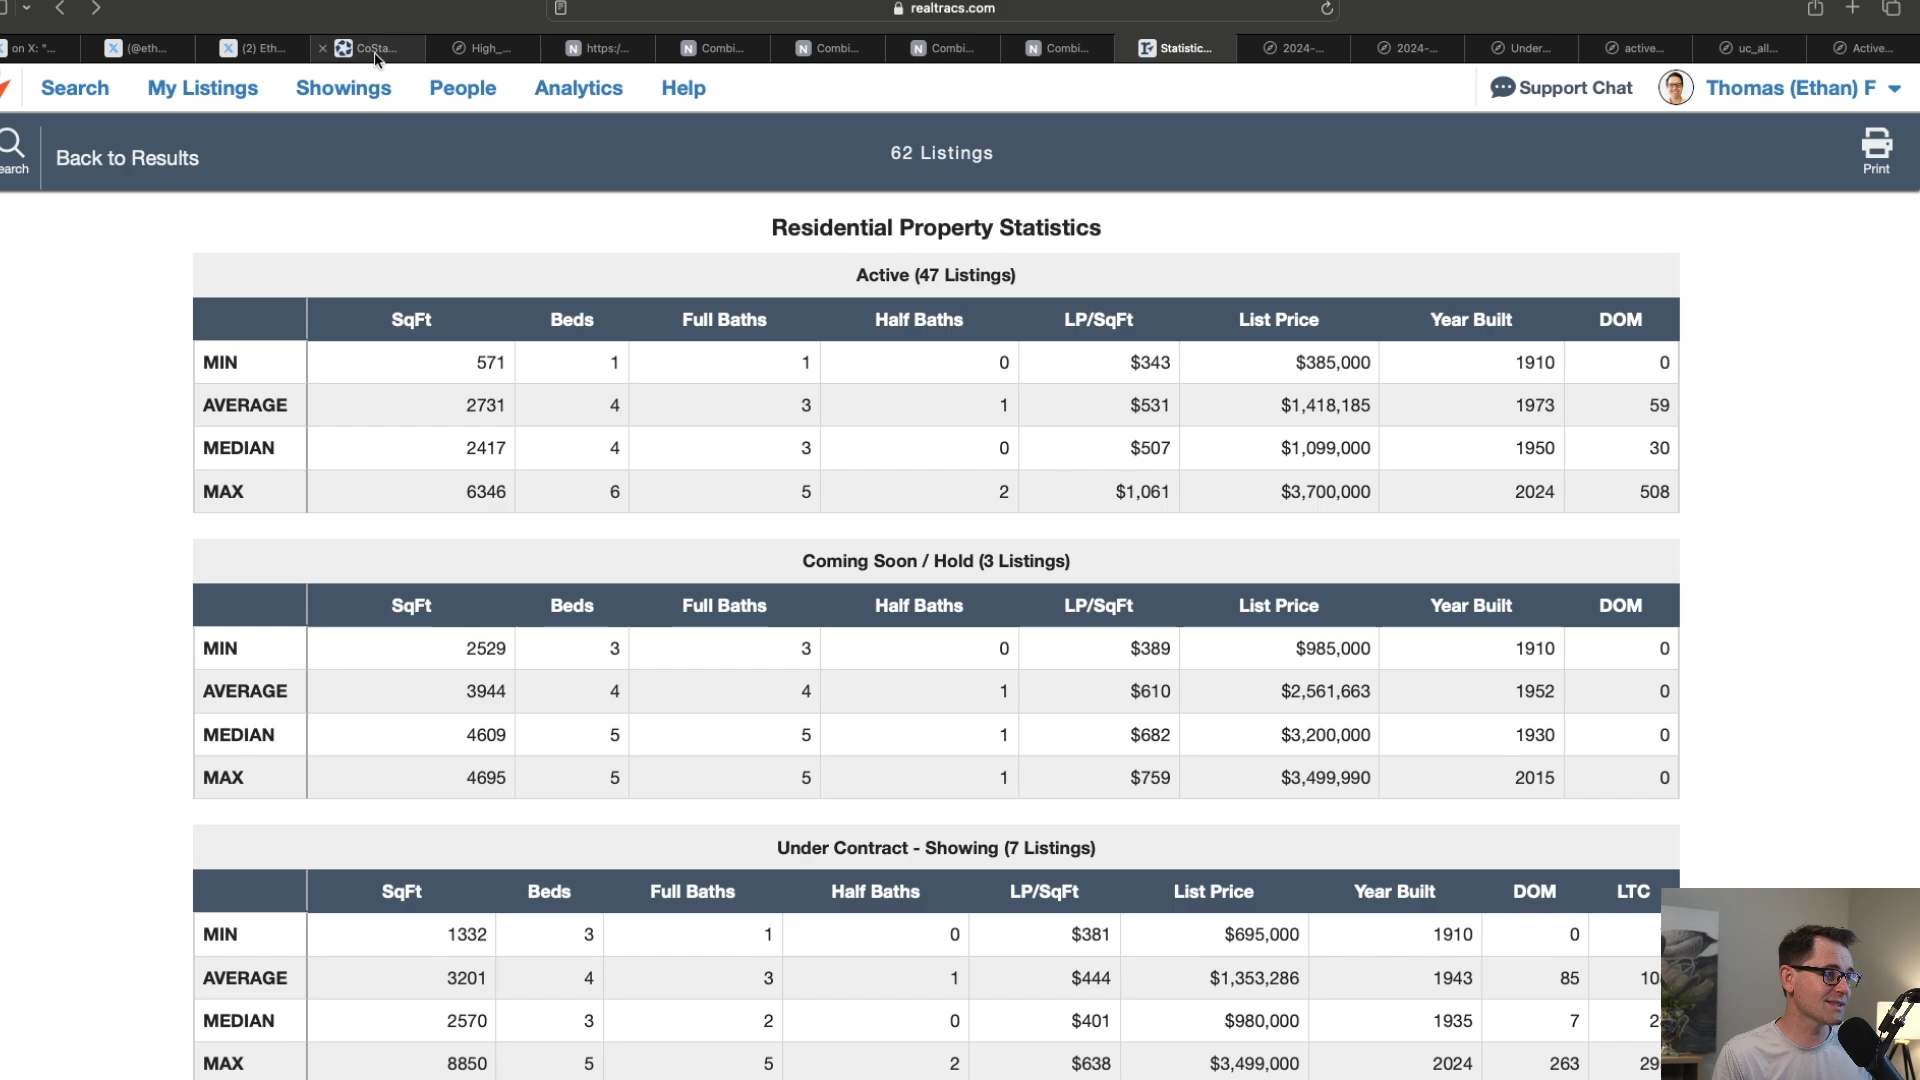 realtracs.com
on X: "...
(@eth...
(2) Eth...
CoSta...
High_...
https:/...
Combi...
Combi...
Combi...
Combi...
Statistic...
2024-...
2024-...
Under...
active...
uc_all...
Active...
Search My Listings Showings People Analytics Help
Support Chat
Thomas (Ethan) F
earch
Back to Results
62 Listings
Print
Residential Property Statistics
Active (47 Listings)
SqFt Beds Full Baths Half Baths LP/SqFt List Price Year Built DOM
MIN 571 1 1 0 $343 $385,000 1910 0
AVERAGE 2731 4 3 1 $531 $1,418,185 1973 59
MEDIAN 2417 4 3 0 $507 $1,099,000 1950 30
MAX 6346 6 5 2 $1,061 $3,700,000 2024 508
Coming Soon / Hold (3 Listings)
SqFt Beds Full Baths Half Baths LP/SqFt List Price Year Built DOM
MIN 2529 3 3 0 $389 $985,000 1910 0
AVERAGE 3944 4 4 1 $610 $2,561,663 1952 0
MEDIAN 4609 5 5 1 $682 $3,200,000 1930 0
MAX 4695 5 5 1 $759 $3,499,990 2015 0
Under Contract - Showing (7 Listings)
SqFt Beds Full Baths Half Baths LP/SqFt List Price Year Built DOM LTC
MIN 1332 3 1 0 $381 $695,000 1910 0
AVERAGE 3201 4 3 1 $444 $1,353,286 1943 85
MEDIAN 2570 3 2 0 $401 $980,000 1935 7
MAX 8850 5 5 2 $638 $3,499,000 2024 263